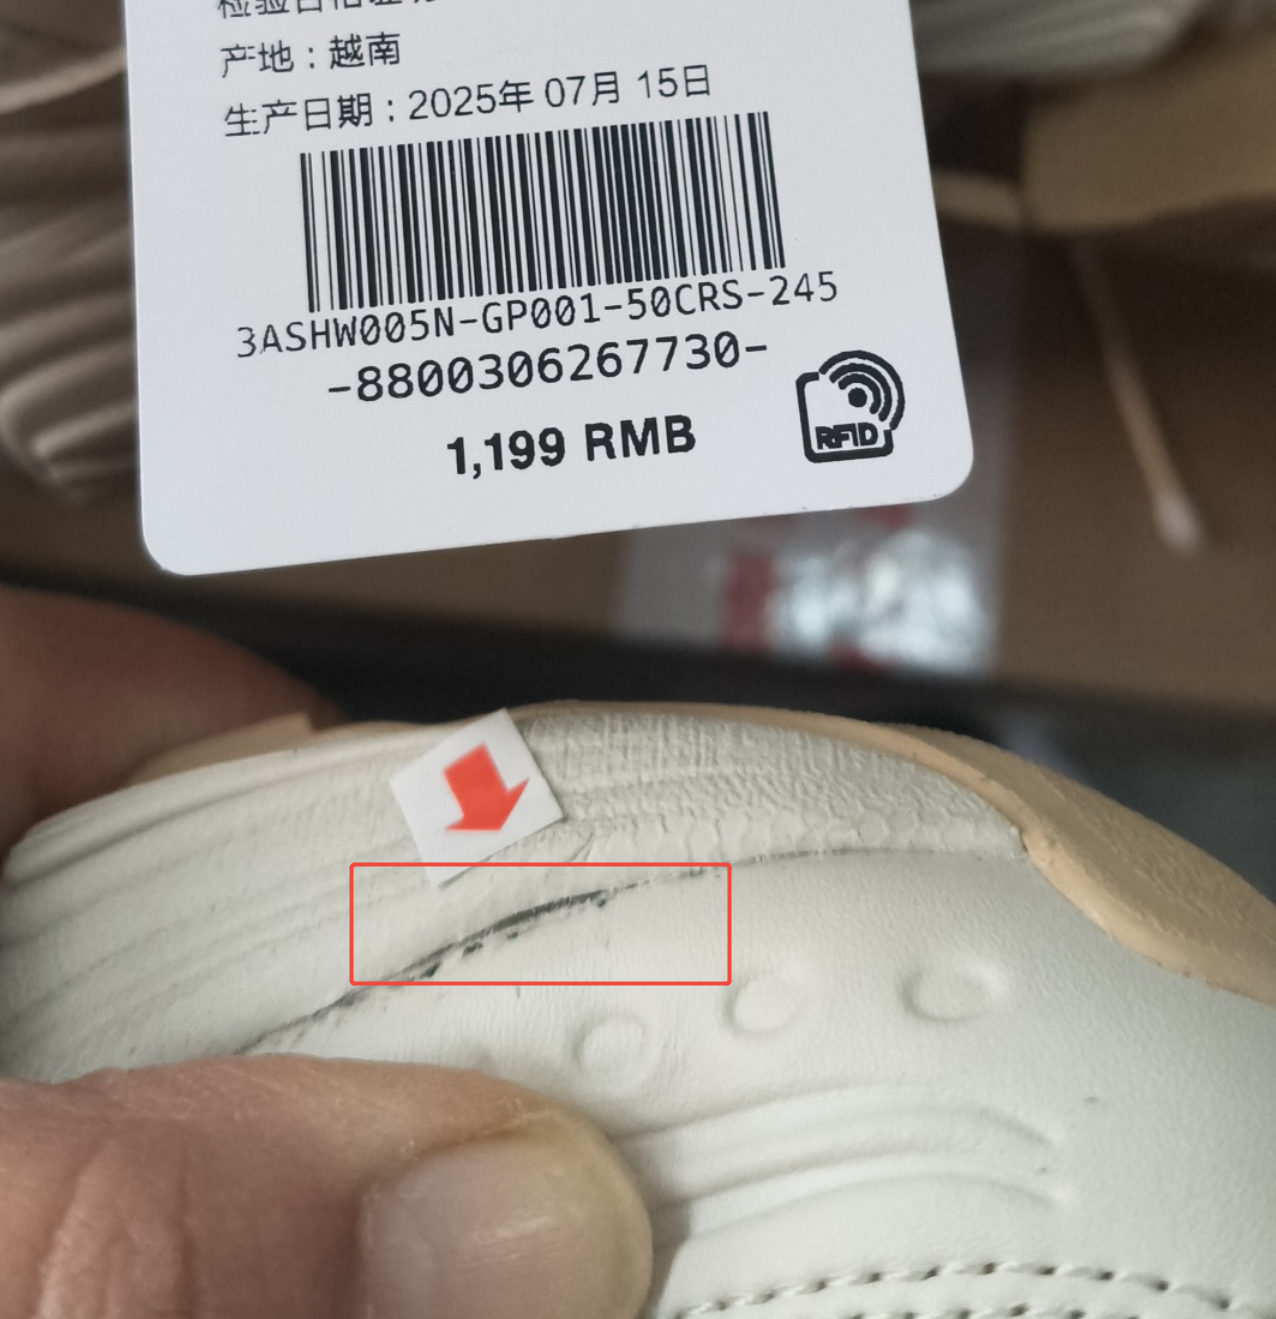 产地：越南
生产日期：2025年 07月 15日
3ASHW005N-GP001-50CRS-245
-8800306267730-
1,199 RMB
RFID